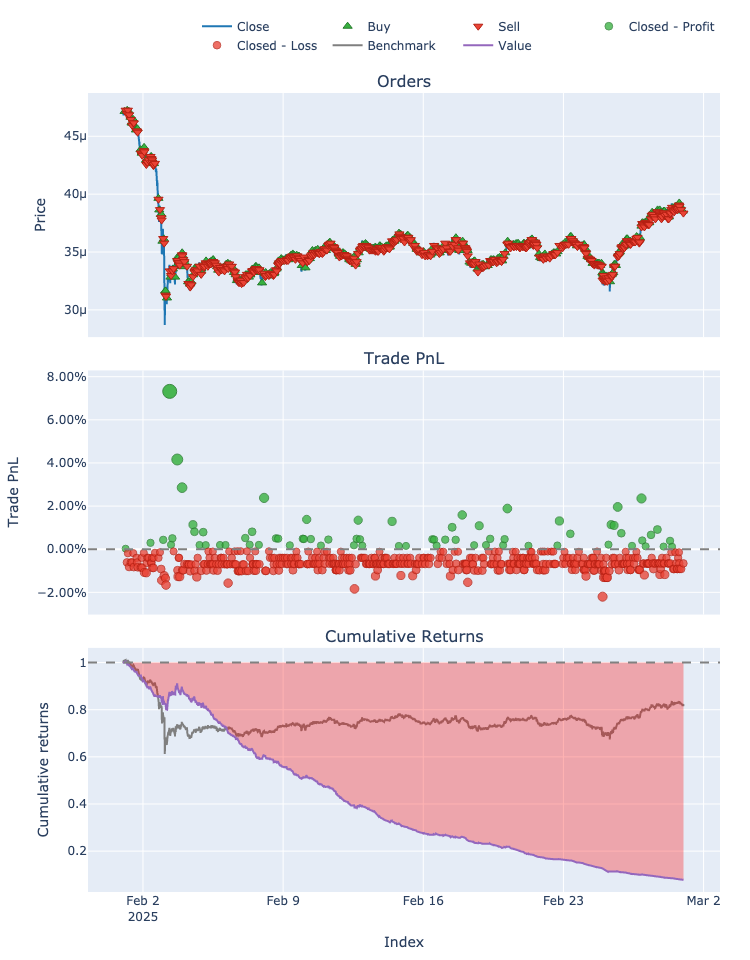 Close Buy Sell Closed - Profit
Closed - Loss Benchmark Value
Orders
45μ
40μ
35μ
30μ
Price
Trade PnL
8.00%
6.00%
4.00%
2.00%
0.00%
−2.00%
Trade PnL
Cumulative Returns
1
0.8
0.6
0.4
0.2
Cumulative returns
Feb 2 Feb 9 Feb 16 Feb 23 Mar 2
2025
Index